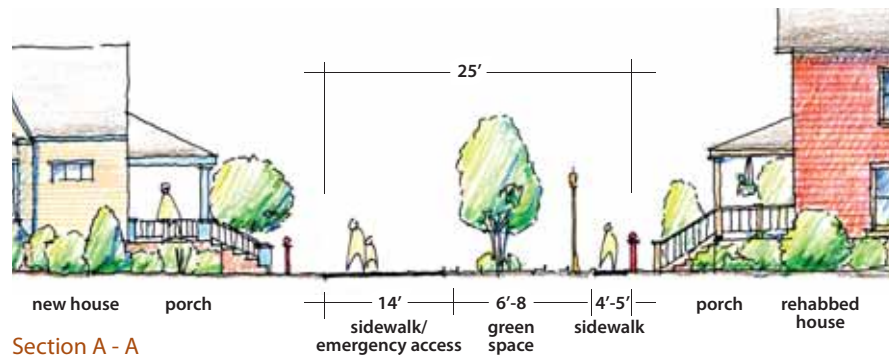 25’
14’
6’-8
4’-5’
new house
porch
sidewalk/
emergency access
green
space
sidewalk
porch
rehabbed
house
Section A - A